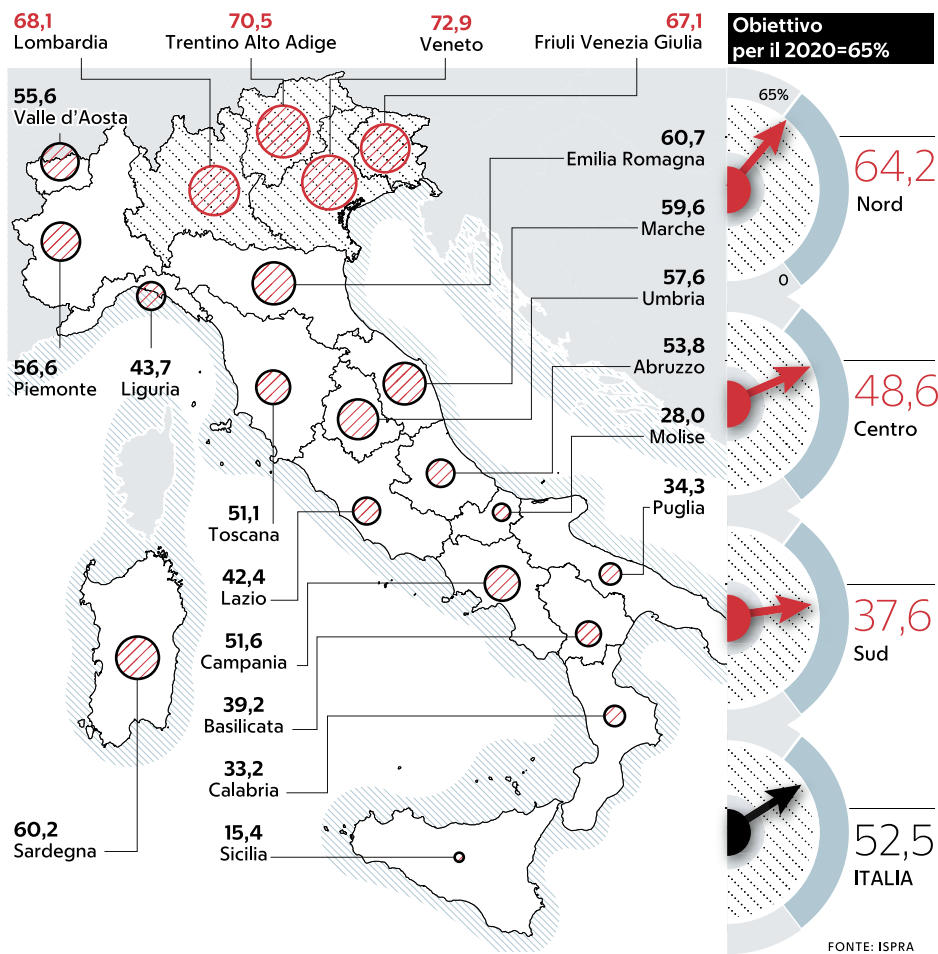 68,1
Lombardia
70,5
Trentino Alto Adige
72,9
Veneto
67,1
Friuli Venezia Giulia
Obiettivo
per il 2020=65%
55,6
Valle d'Aosta
60,7
Emilia Romagna
59,6
Marche
57,6
Umbria
53,8
Abruzzo
28,0
Molise
34,3
Puglia
56,6
Piemonte
43,7
Liguria
51,1
Toscana
42,4
Lazio
51,6
Campania
39,2
Basilicata
33,2
Calabria
15,4
Sicilia
60,2
Sardegna
65%
0
64,2
Nord
48,6
Centro
37,6
Sud
52,5
ITALIA
FONTE: ISPRA